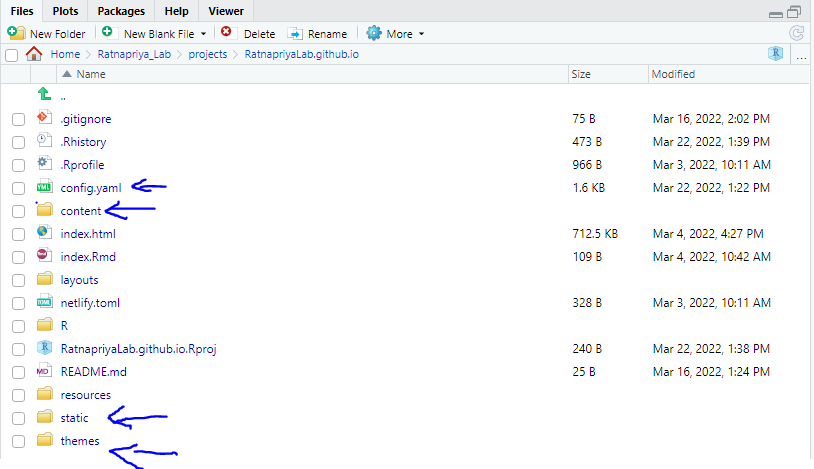 Files Plots Packages Help Viewer
New Folder New Blank File Delete Rename More
Home Ratnapriya_Lab projects RatnapriyaLab.github.io R ...
Name Size Modified
..
.gitignore 75 B Mar 16, 2022, 2:02 PM
.Rhistory 473 B Mar 22, 2022, 1:39 PM
.Rprofile 966 B Mar 3, 2022, 10:11 AM
YML config.yaml 1.6 KB Mar 22, 2022, 1:22 PM
content
index.html 712.5 KB Mar 4, 2022, 4:27 PM
index.Rmd 109 B Mar 4, 2022, 10:42 AM
layouts
netlify.toml 328 B Mar 3, 2022, 10:11 AM
R
R RatnapriyaLab.github.io.Rproj 240 B Mar 22, 2022, 1:38 PM
MD README.md 25 B Mar 16, 2022, 1:24 PM
resources
static
themes